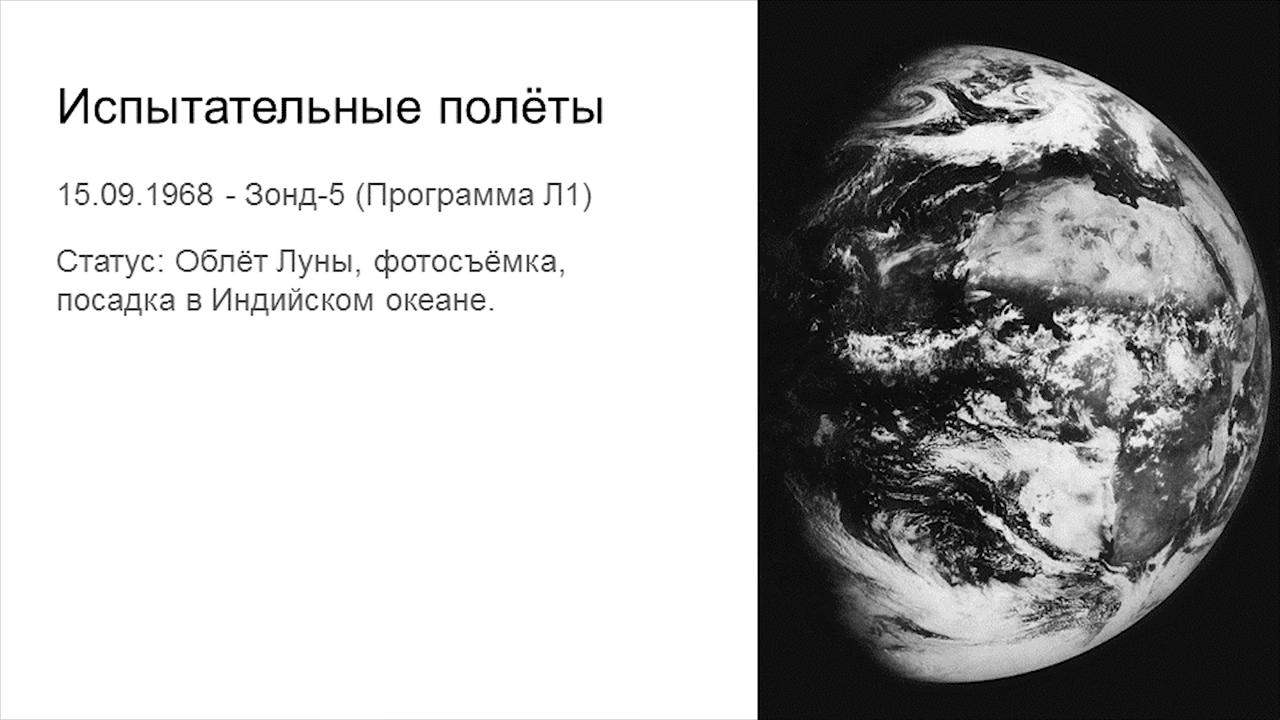 Испытательные полёты
15.09.1968 - Зонд-5 (Программа Л1)
Статус: Облёт Луны, фотосъёмка,
посадка в Индийском океане.